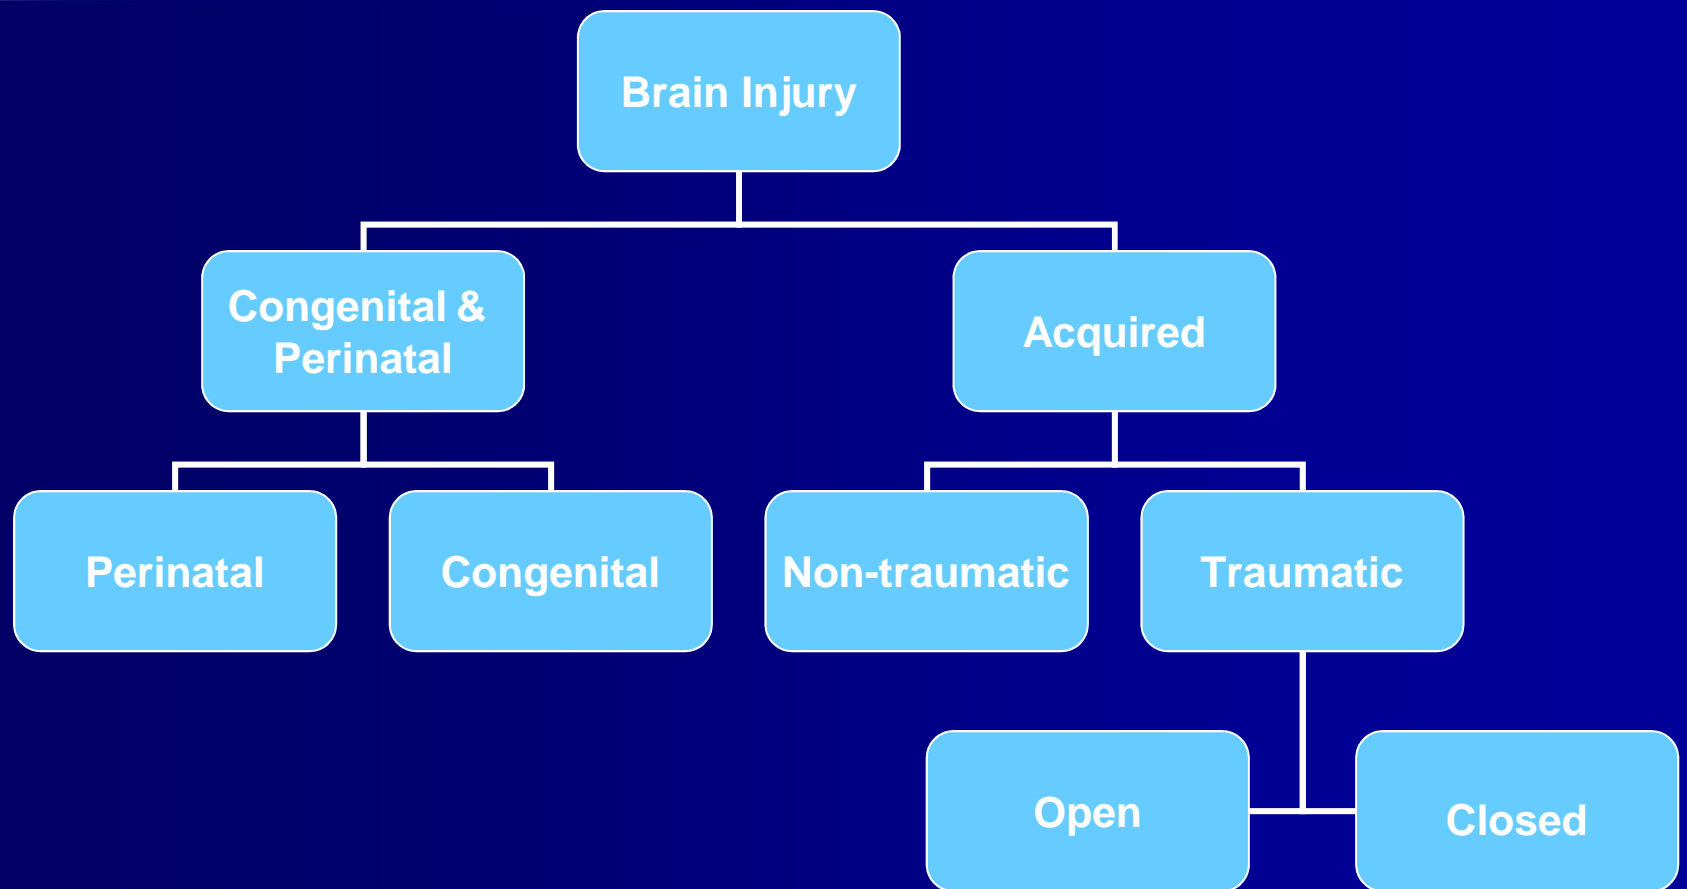 Brain Injury
Congenital &
Perinatal
Acquired
Perinatal
Congenital
Non-traumatic
Traumatic
Open
Closed